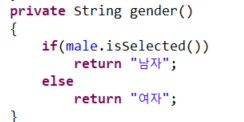 private String gender()
{
    if(male.isSelected())
        return "남자";
    else
        return "여자";
}